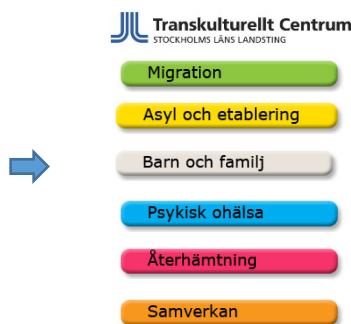 Transkulturellt Centrum
STOCKHOLMS LÄNS LANDSTING
Migration
Asyl och etablering
Barn och familj
Psykisk ohälsa
Återhämtning
Samverkan